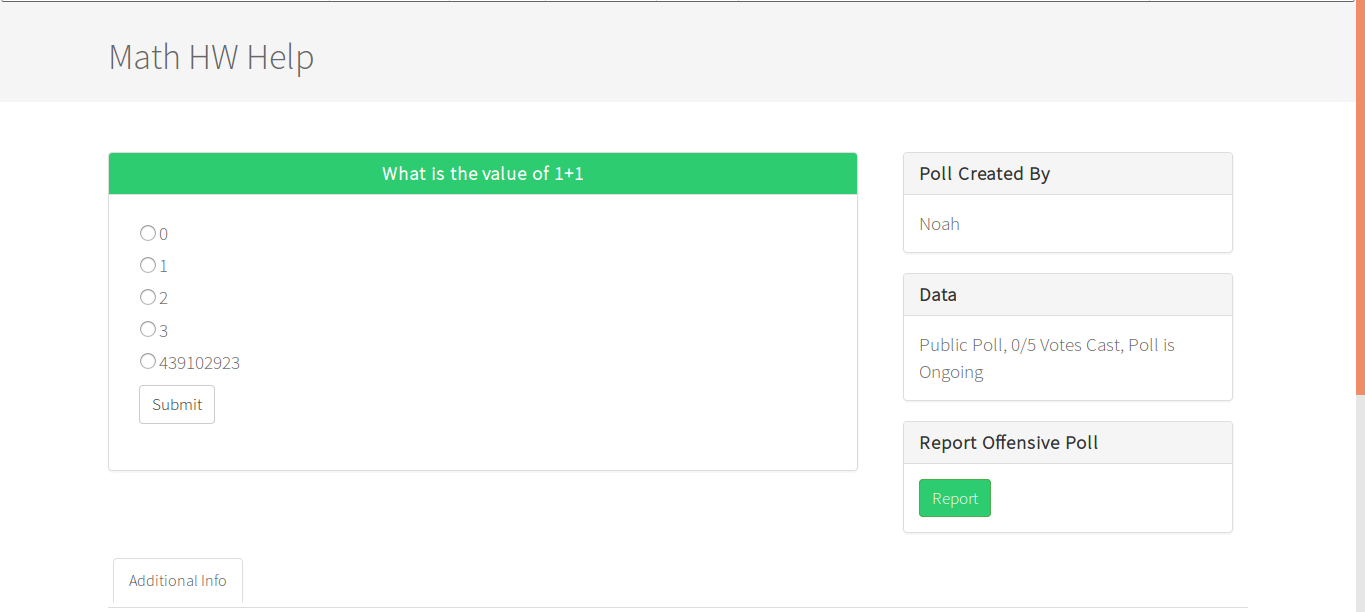 Math HW Help
What is the value of 1+1
0
1
2
3
439102923
Submit
Poll Created By
Noah
Data
Public Poll, 0/5 Votes Cast, Poll is
Ongoing
Report Offensive Poll
Report
Additional Info